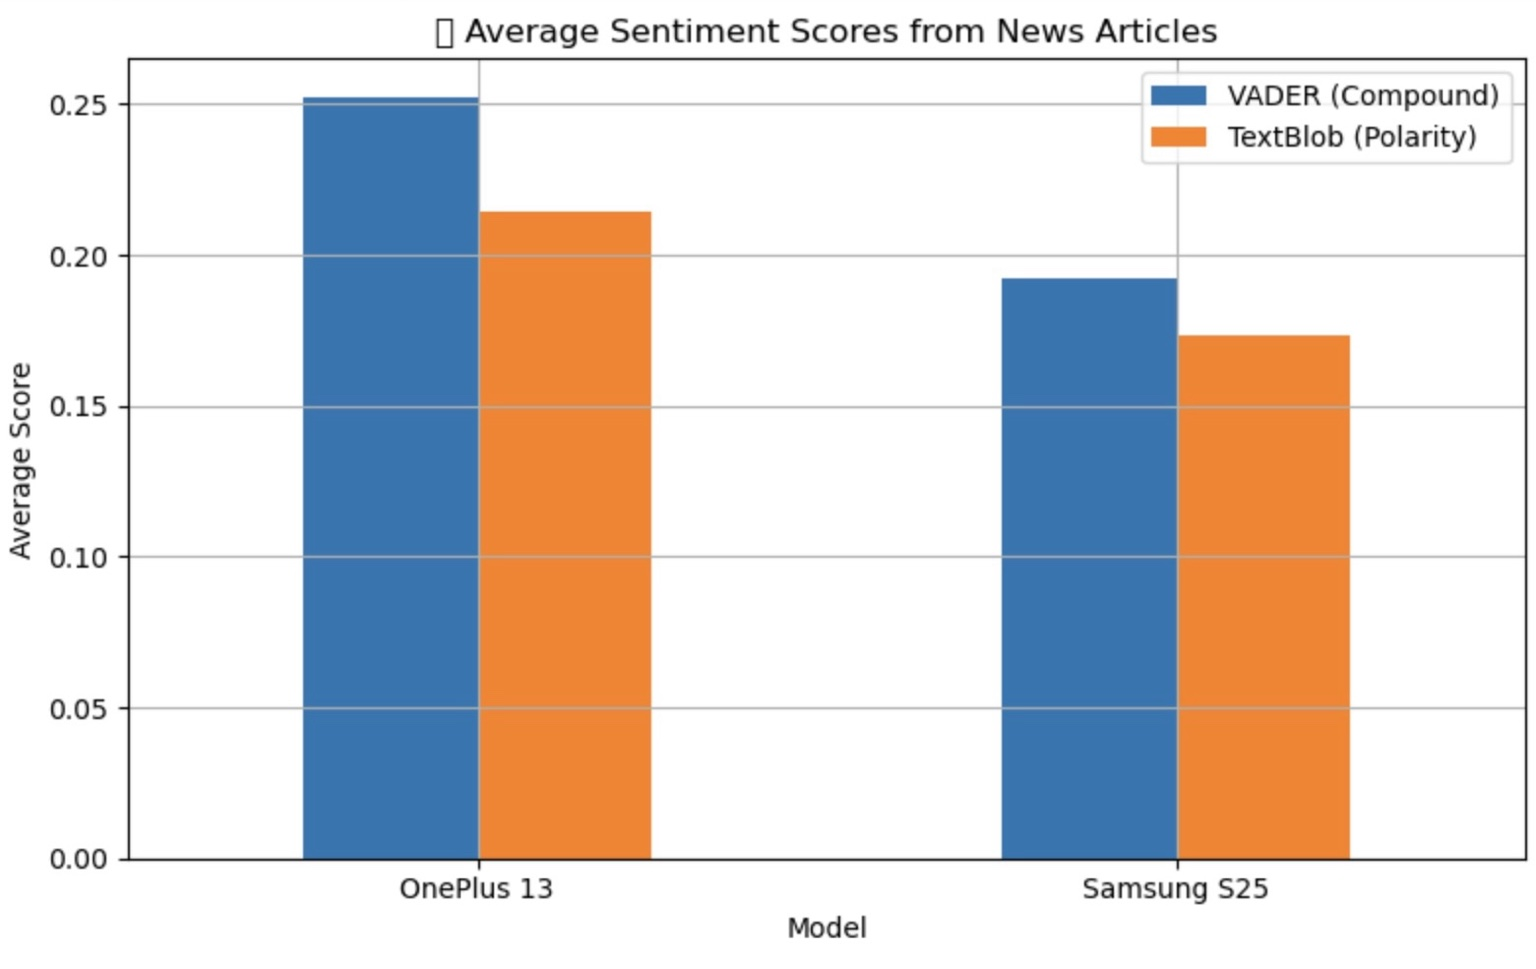 Average Sentiment Scores from News Articles
VADER (Compound)
TextBlob (Polarity)
Average Score
0.25
0.20
0.15
0.10
0.05
0.00
OnePlus 13
Samsung S25
Model